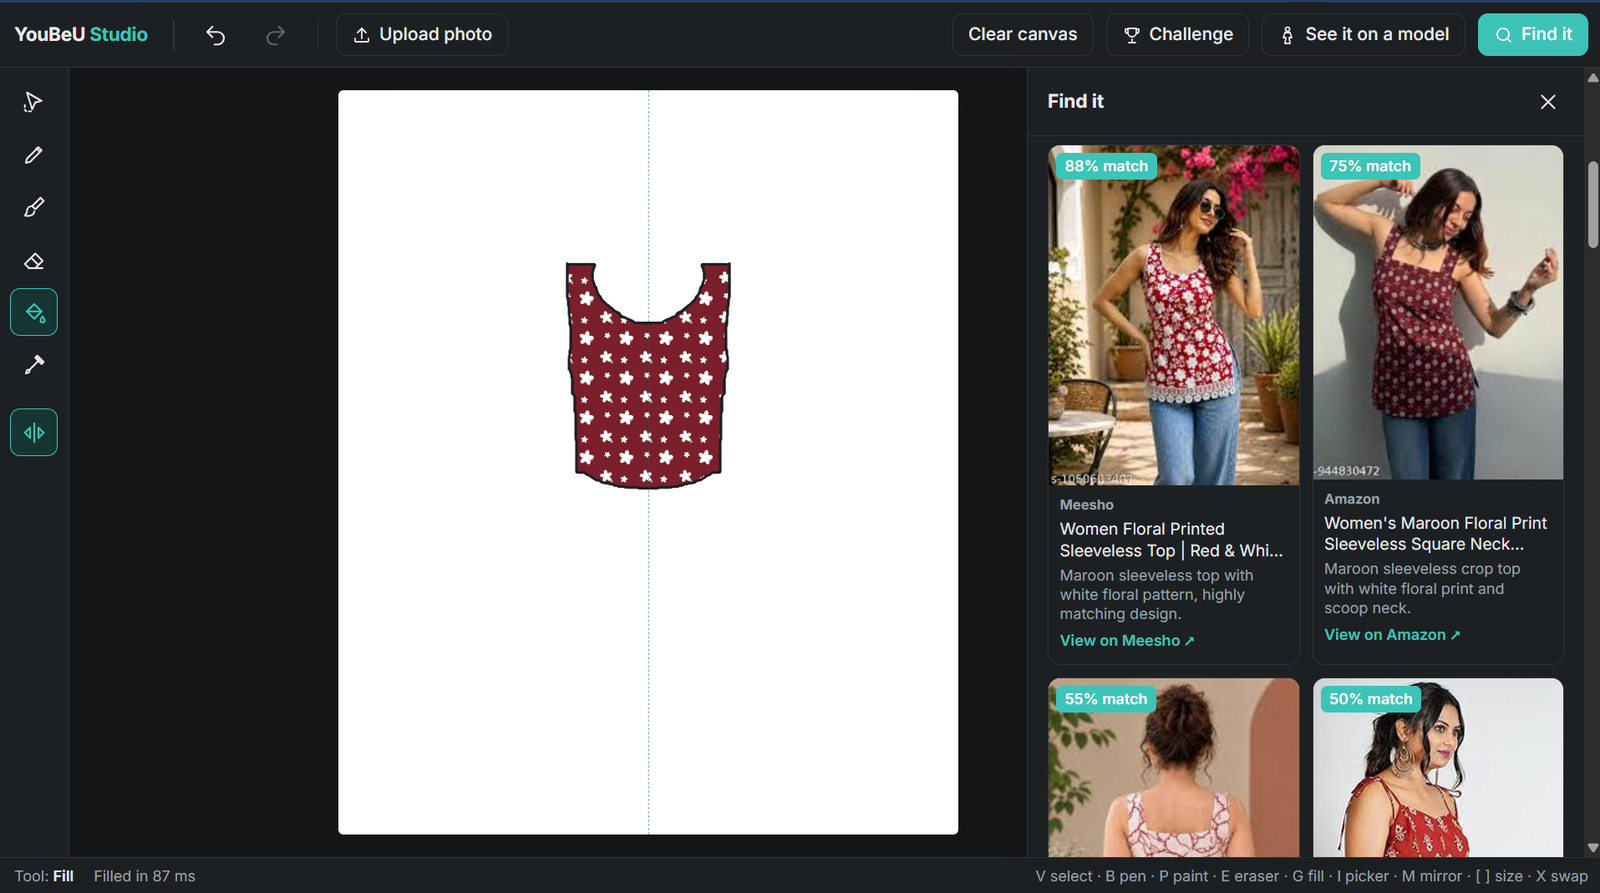 YouBeU Studio
Upload photo
Clear canvas
Challenge
See it on a model
Find it
Find it
88% match
75% match
-944830472
Meesho
Women Floral Printed
Sleeveless Top | Red & Whi...
Maroon sleeveless top with
white floral pattern, highly
matching design.
View on Meesho ↗
Amazon
Women's Maroon Floral Print
Sleeveless Square Neck...
Maroon sleeveless crop top
with white floral print and
scoop neck.
View on Amazon ↗
55% match
50% match
Tool: Fill
Filled in 87 ms
V select · B pen · P paint · E eraser · G fill · I picker · M mirror · [ ] size · X swap